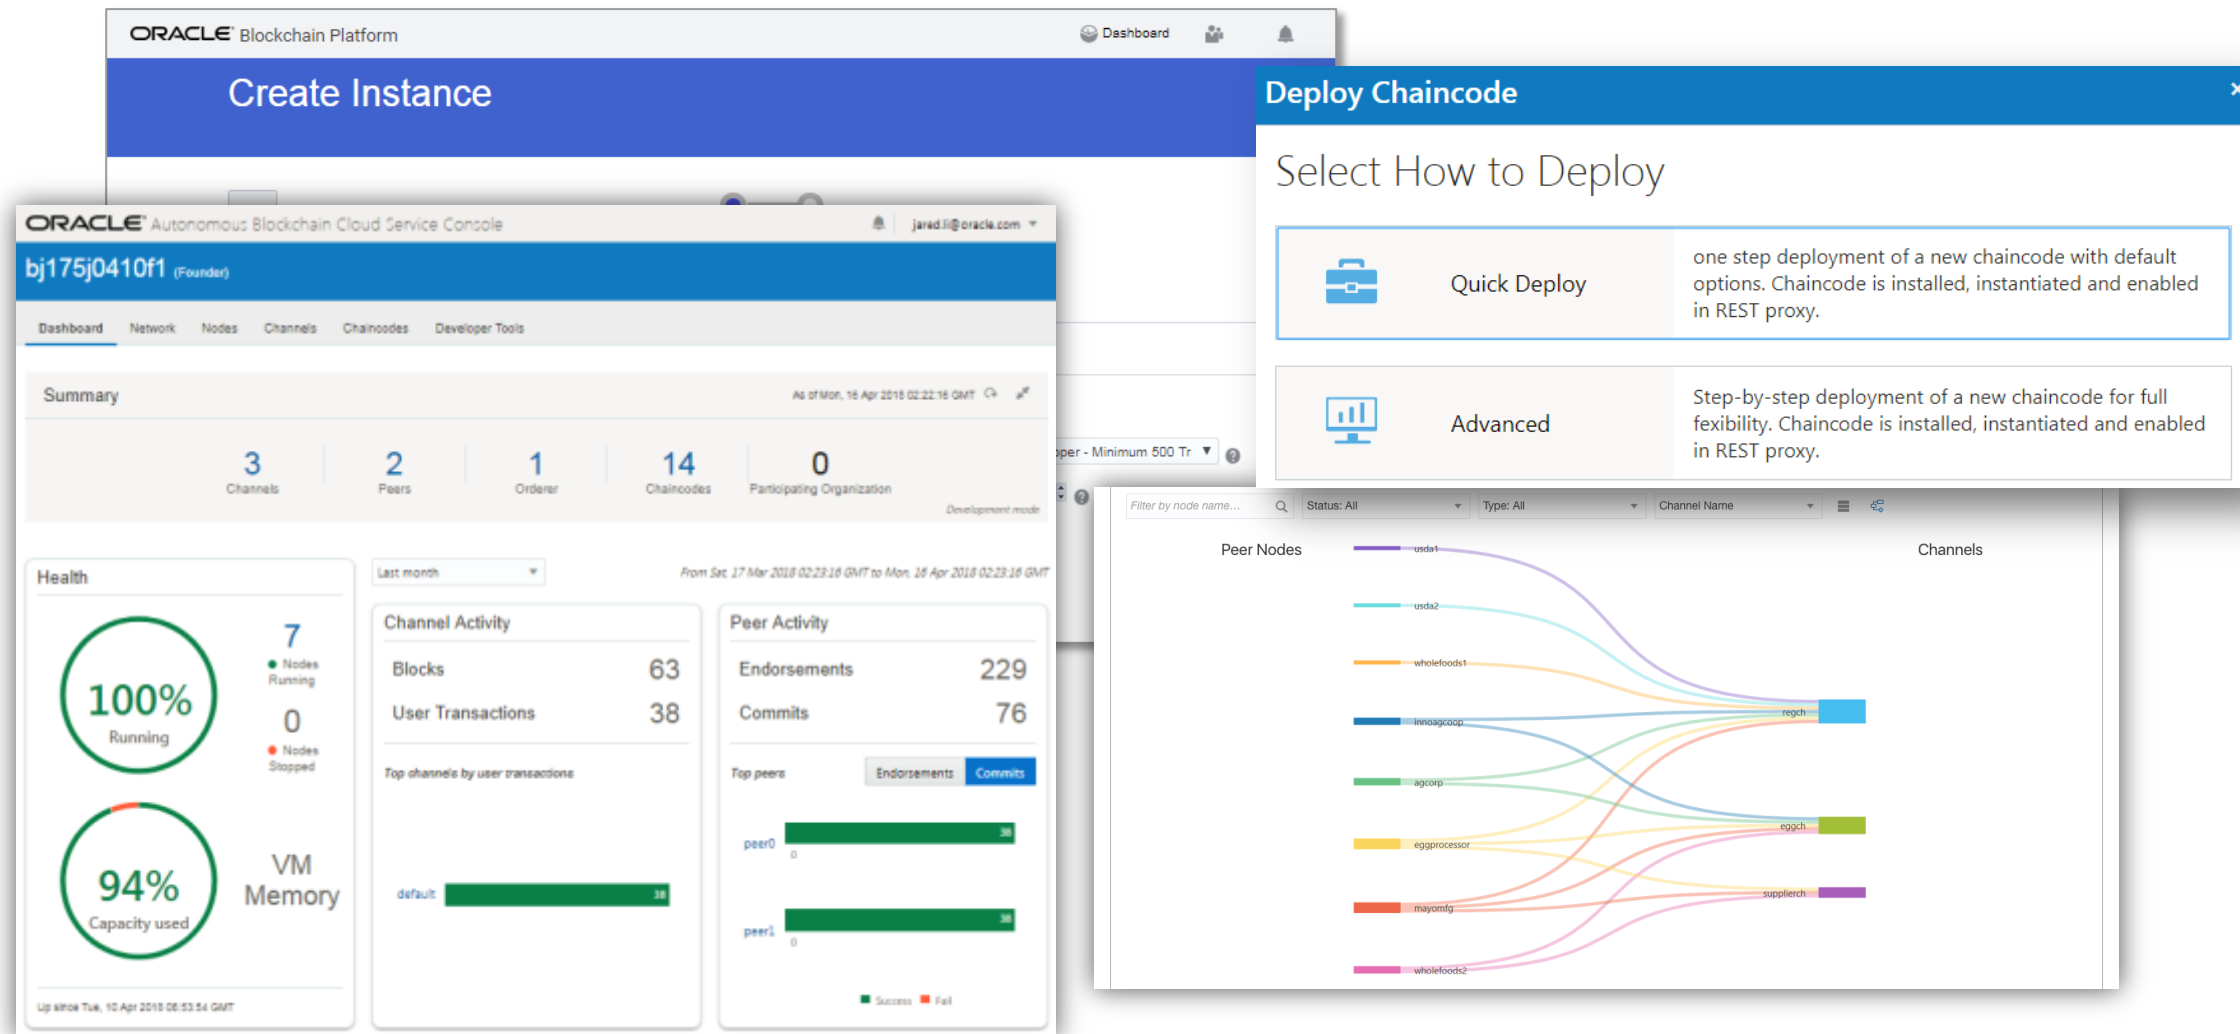 ORACLE Blockchain Platform
Dashboard
Create Instance
Deploy Chaincode
Select How to Deploy
Quick Deploy
one step deployment of a new chaincode with default
options. Chaincode is installed, instantiated and enabled
in REST proxy.
Advanced
Step-by-step deployment of a new chaincode for full
fexibility. Chaincode is installed, instantiated and enabled
in REST proxy.
ORACLE Autonomous Blockchain Cloud Service Console
jared.li@oracle.com
bj175j0410f1 (Founder)
Dashboard Network Nodes Channels Chaincodes Developer Tools
Summary
As of Mon, 16 Apr 2018 02:22:16 GMT
3 2 1 14 0
Channels Peers Orderer Chaincodes Participating Organization
Development mode
Health
100%
Running
7
Nodes
Running
0
Nodes
Stopped
94%
Capacity used
VM
Memory
Up since Tue, 10 Apr 2018 06:53:54 GMT
Last month
From Sat, 17 Mar 2018 02:23:16 GMT to Mon, 16 Apr 2018 02:23:16 GMT
Channel Activity
Blocks 63
User Transactions 38
Top channels by user transactions
default 38
Peer Activity
Endorsements 229
Commits 76
Top peers Endorsements Commits
peer0 38
0
peer1 38
0
Success Fail
- Minimum 500 Tr
Filter by node name...
Status: All
Type: All
Channel Name
Peer Nodes
Channels
usda1
usda2
wholefoods1
innoagcoop
agcorp
eggprocessor
mayomfg
wholefoods2
regch
eggch
supplierch